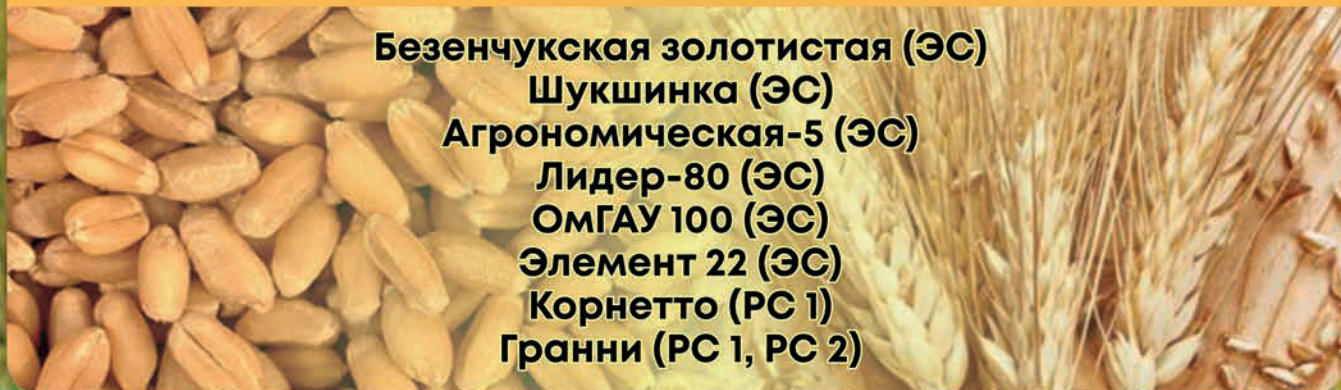 Безенчукская золотистая (ЭС)
Шукшинка (ЭС)
Агрономическая-5 (ЭС)
Лидер-80 (ЭС)
ОмГАУ 100 (ЭС)
Элемент 22 (ЭС)
Корнетто (РС 1)
Гранни (РС 1, РС 2)